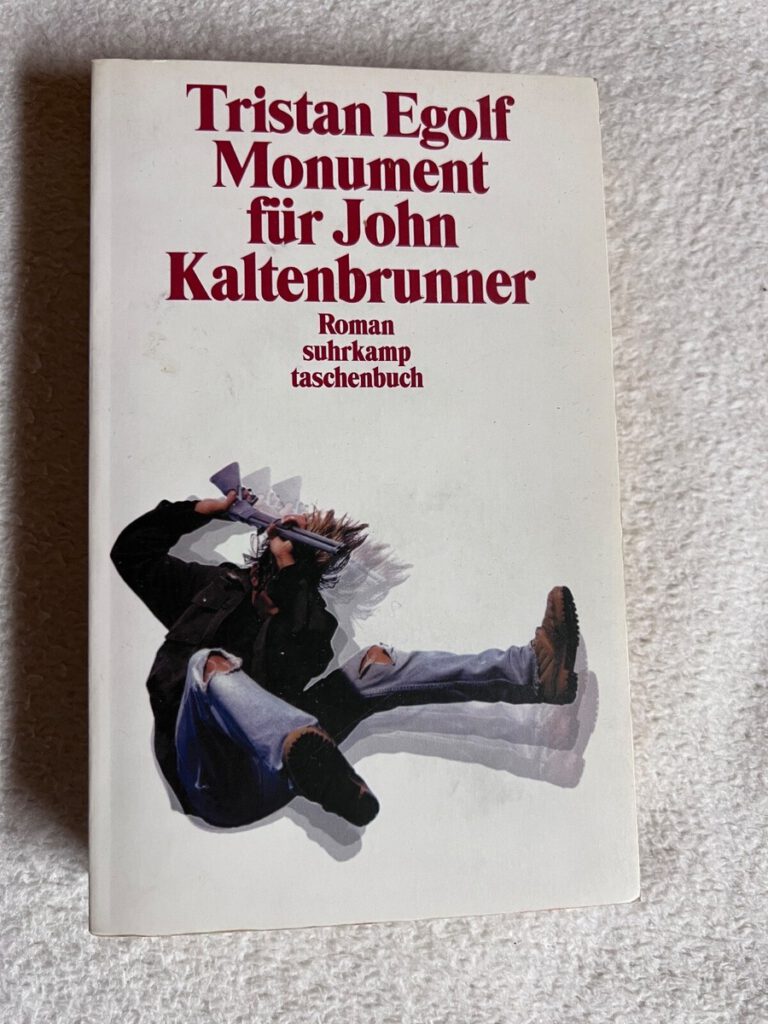 Tristan Egolf
Monument
für John
Kaltenbrunner
Roman
suhrkamp
taschenbuch